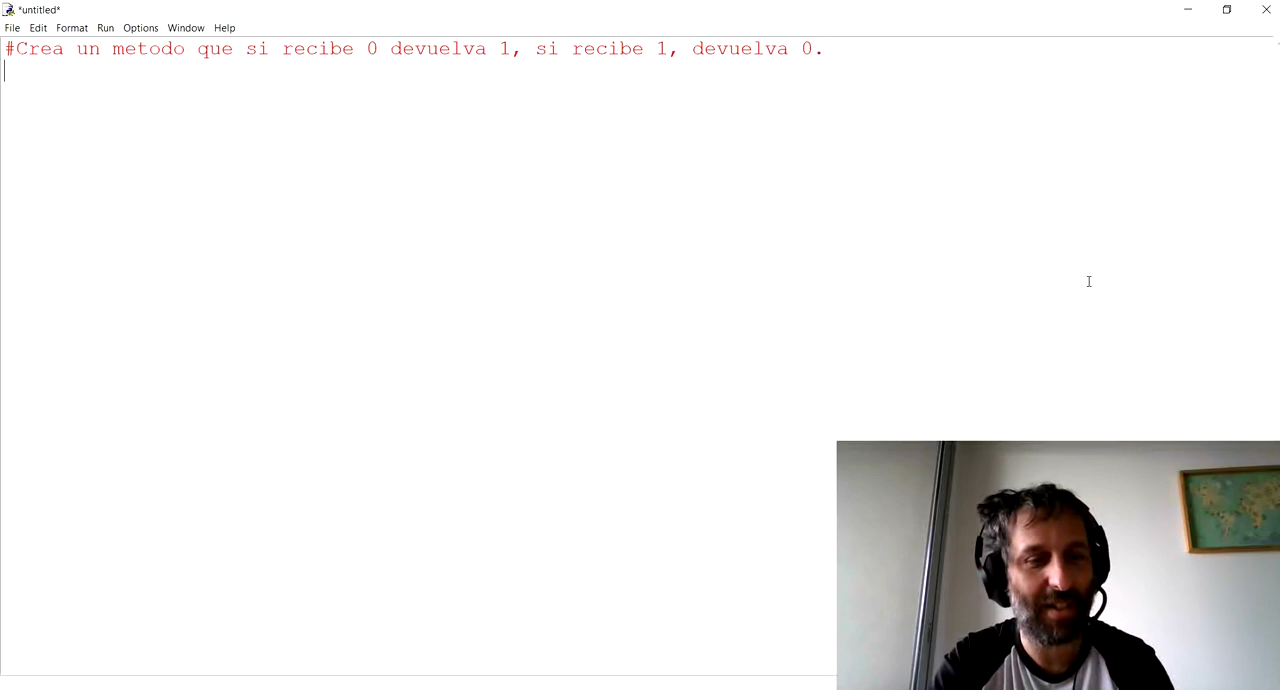 *untitled*
File Edit Format Run Options Window Help
#Crea un metodo que si recibe 0 devuelva 1, si recibe 1, devuelva 0.